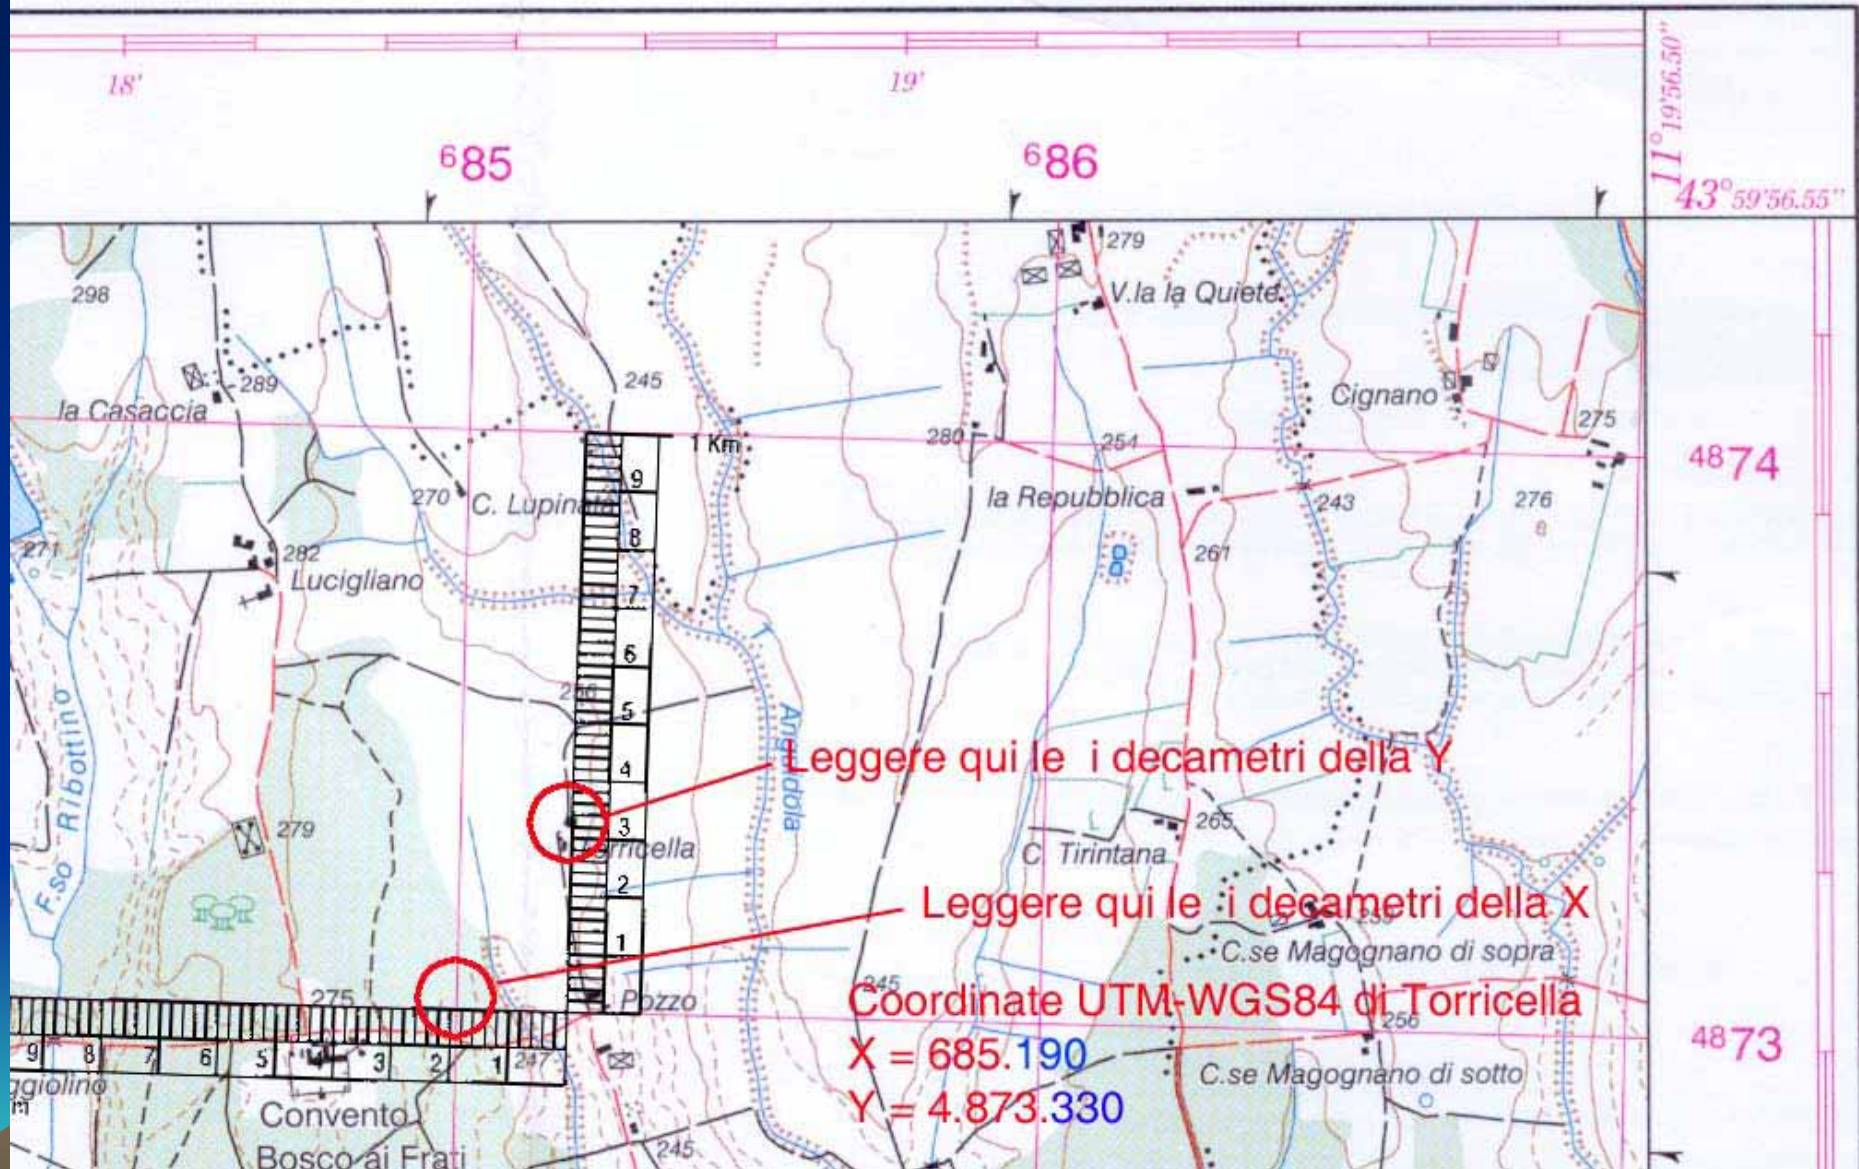 18'
19'
11°19'56.50"
43°59'56.55"
685
686
279
V.la la Quiete
298
289
la Casaccia
245
Cignano
275
280
254
1 Km
4874
9
270
C. Lupinaia
la Repubblica
243
276
8
271
282
Lucigliano
261
7
6
5
4
F.so Ribottino
T. Anguidola
Leggere qui le i decametri della Y
279
3
Torricella
265
C. Tirintana
2
Leggere qui le i decametri della X
1
C.se Magognano di sopra
275
Pozzo
245
Coordinate UTM-WGS84 di Torricella
256
X = 685.190
4873
9 8 7 6 5 4 3 2 1
247
C.se Magognano di sotto
ggiolino
m
Y = 4.873.330
Convento
Bosco ai Frati
245